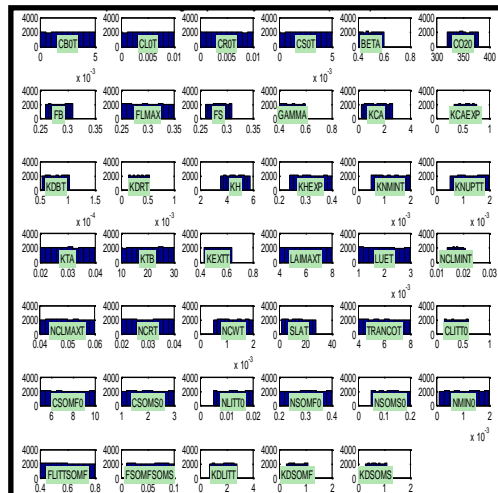 4000 4000 4000 4000 4000 4000
2000 2000 2000 2000 2000 2000
0 0 0 0 0 0
CB0T CL0T CR0T CS0T BETA CO20
0 5 0 0.005 0.01 0 0.005 0.01 0 5 0.4 0.6 0.8 300 350 400
x 10⁻³ x 10⁻³
4000 4000 4000 4000 4000 4000
2000 2000 2000 2000 2000 2000
0 0 0 0 0 0
FB FLMAX FS GAMMA KCA KCAEXP
0.25 0.3 0.35 0.25 0.3 0.35 0.25 0.3 0.35 0.4 0.6 0.8 0 2 4 0 0.5 1
4000 4000 4000 4000 4000 4000
2000 2000 2000 2000 2000 2000
0 0 0 0 0 0
KDBT KDRT KH KHEXP KNMINT KNUPTT
0.5 1 1.5 0 0.5 1 2 4 6 0.2 0.3 0.4 0 1 2 0 1 2
x 10⁻⁴ x 10⁻³ x 10⁻³
4000 4000 4000 4000 4000 4000
2000 2000 2000 2000 2000 2000
0 0 0 0 0 0
KTA KTB KEXTT LAIMAXT LUET NCLMINT
0.02 0.03 0.04 10 20 30 0.4 0.6 0.8 4 6 8 1 2 3 0.01 0.02 0.03
x 10⁻³
4000 4000 4000 4000 4000 4000
2000 2000 2000 2000 2000 2000
0 0 0 0 0 0
NCLMAXT NCRT NCWT SLAT TRANCOT CLITT0
0.04 0.05 0.06 0.02 0.03 0.04 0 1 2 0 20 40 4 6 8 0 0.5 1
x 10⁻³
4000 4000 4000 4000 4000 4000
2000 2000 2000 2000 2000 2000
0 0 0 0 0 0
CSOMF0 CSOMS0 NLITT0 NSOMF0 NSOMS0 NMIN0
6 8 10 1 2 3 0 0.01 0.02 0 0.2 0.4 0 0.1 0.2 0 1 2
x 10⁻³
4000 4000 4000 4000 4000
2000 2000 2000 2000 2000
0 0 0 0 0
FLITTSOMF FSOMFSOMS KDLITT KDSOMF KDSOMS
0.4 0.6 0.8 0 0.05 0.1 0 2 4 0 2 0 2 4